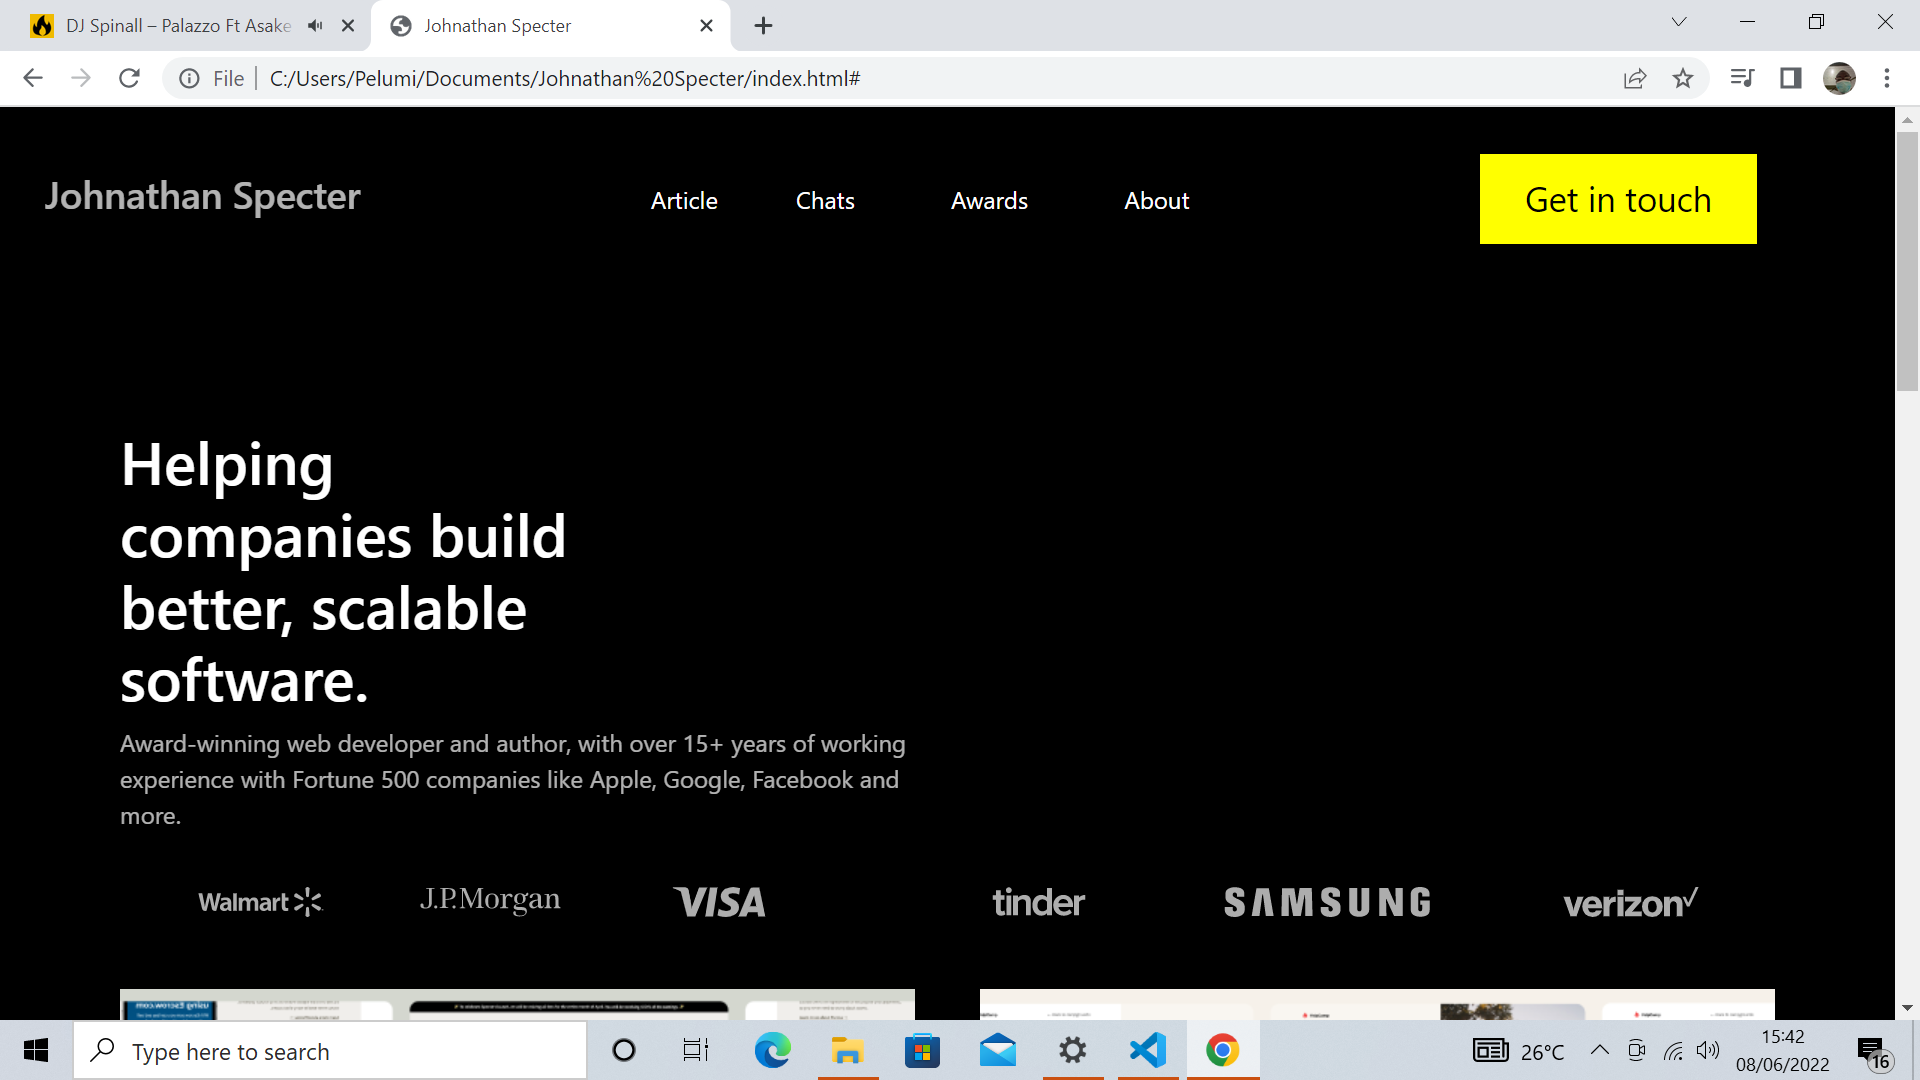 DJ Spinall – Palazzo Ft Asake
Johnathan Specter
File
C:/Users/Pelumi/Documents/Johnathan%20Specter/index.html#
Johnathan Specter
Article
Chats
Awards
About
Get in touch
Helping
companies build
better, scalable
software.
Award-winning web developer and author, with over 15+ years of working
experience with Fortune 500 companies like Apple, Google, Facebook and
more.
Walmart
J.P.Morgan
VISA
tinder
SAMSUNG
verizon✓
Type here to search
26°C
15:42
08/06/2022
16